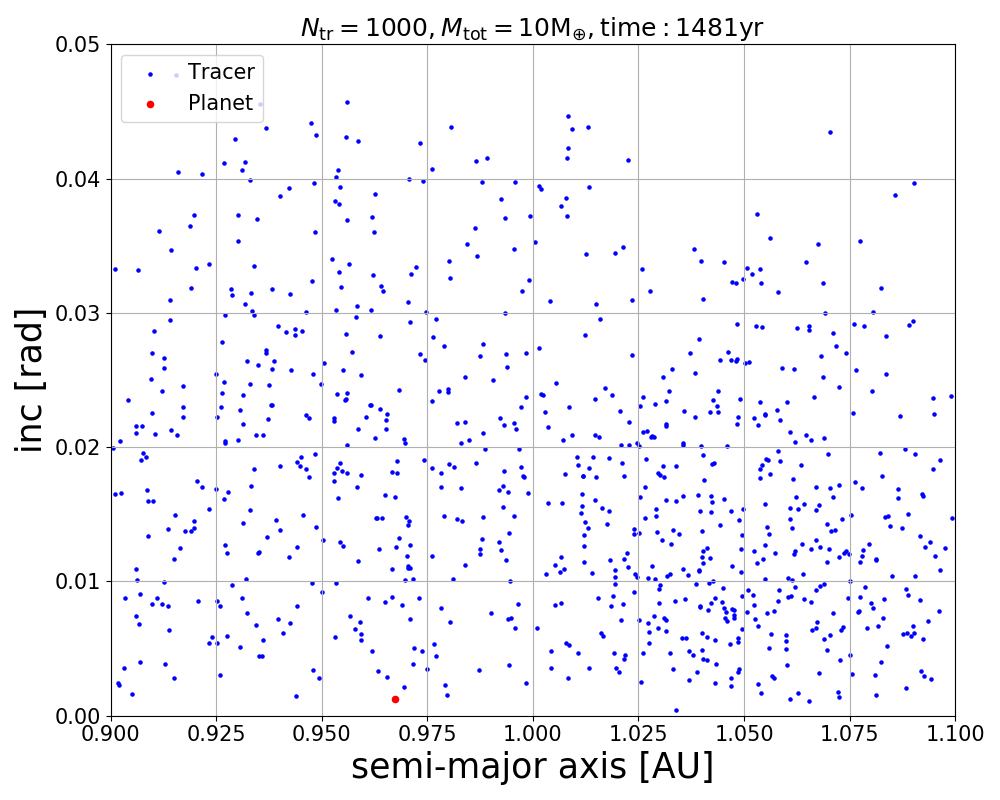 N_tr = 1000, M_tot = 10M_⊕, time : 1481yr
0.05
0.04
0.03
0.02
0.01
0.00
inc [rad]
Tracer
Planet
0.900 0.925 0.950 0.975 1.000 1.025 1.050 1.075 1.100
semi-major axis [AU]